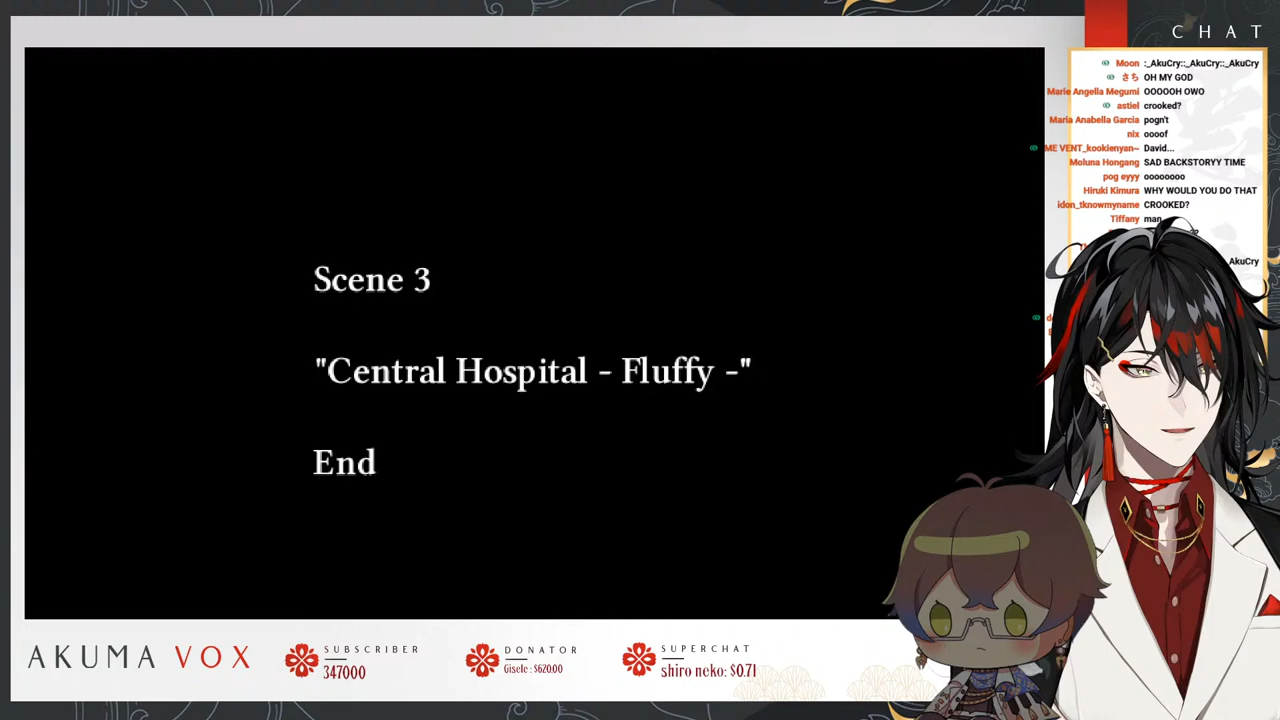 CHAT
Moon :_AkuCry::_AkuCry::_AkuCry
さち OH MY GOD
Marie Angella Megumi OOOOOH OWO
astiel crooked?
Maria Anabella Garcia pogn't
nix oooof
ME VENT_kookienyan~ David...
Moluna Hongang SAD BACKSTORYY TIME
pog eyyy oooooooo
Hiruki Kimura WHY WOULD YOU DO THAT
idon_tknowmyname CROOKED?
Tiffany man
AkuCry
Scene 3
"Central Hospital - Fluffy -"
End
AKUMA VOX
SUBSCRIBER
347000
DONATOR
Gisele : $620.00
SUPERCHAT
shiro neko: $0.71